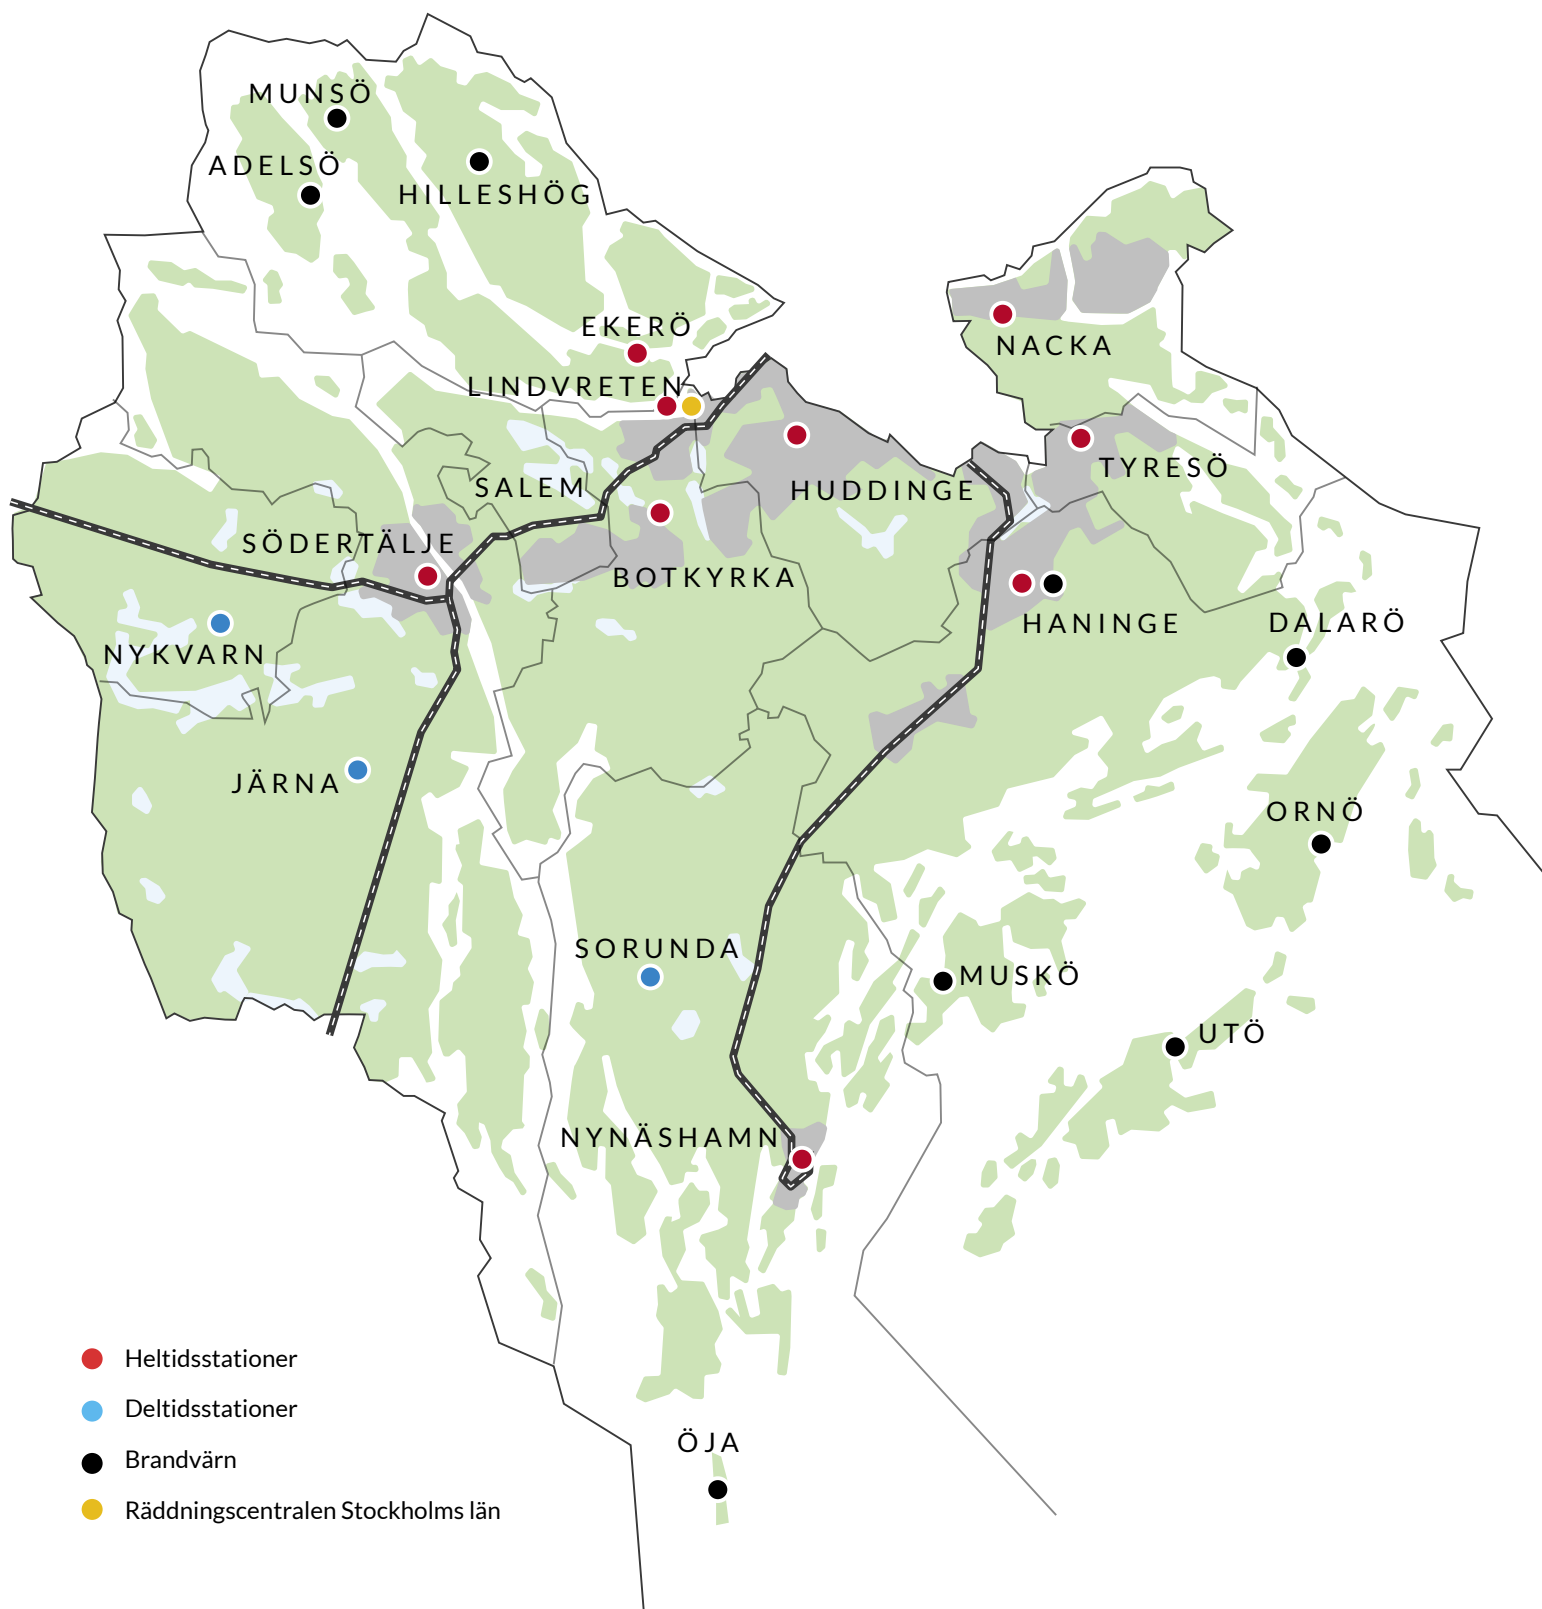 MUNSÖ
ADELSÖ
HILLESHÖG
EKERÖ
NACKA
LINDVRETEN
TYRESÖ
SALEM
HUDDINGE
SÖDERTÄLJE
BOTKYRKA
HANINGE
DALARÖ
NYKVARN
JÄRNA
ORNÖ
SORUNDA
MUSKÖ
UTÖ
NYNÄSHAMN
Heltidsstationer
Deltidsstationer
ÖJA
Brandvärn
Räddningscentralen Stockholms län